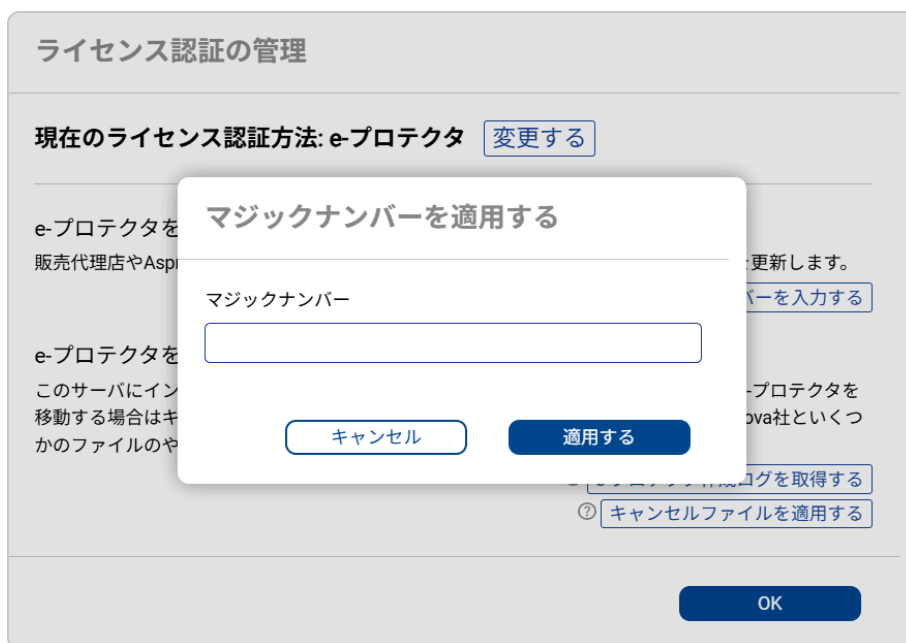 ライセンス認証の管理
現在のライセンス認証方法: e-プロテクタ 変更する
マジックナンバーを適用する
e-プロテクタを
販売代理店やAsp
更新します。
マジックナンバー
バーを入力する
e-プロテクタを
このサーバにイン
-プロテクタを
移動する場合はキ
ova社といくつ
かのファイルのや
キャンセル 適用する
ログを取得する
キャンセルファイルを適用する
OK